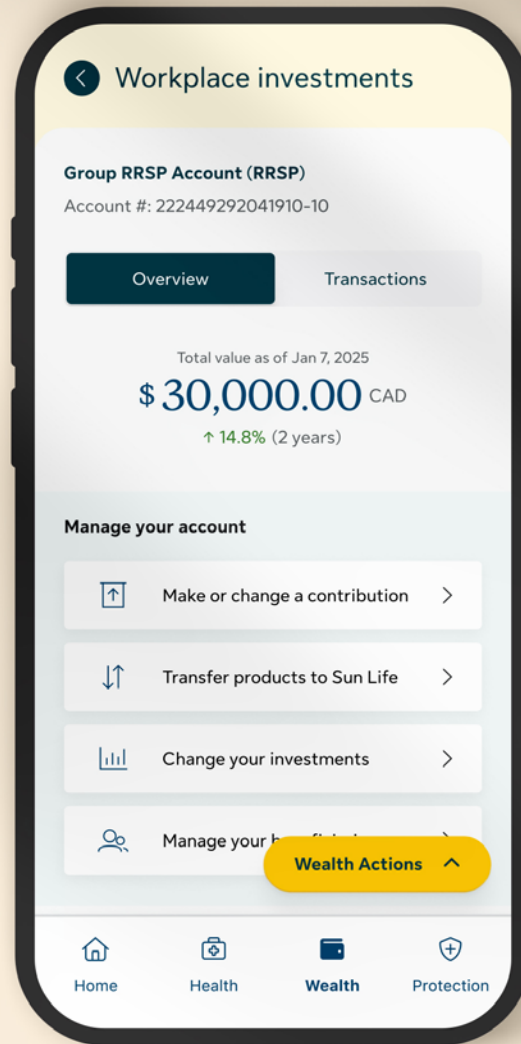 Workplace investments
Group RRSP Account (RRSP)
Account #: 222449292041910-10
Overview
Transactions
Total value as of Jan 7, 2025
$30,000.00 CAD
↑ 14.8% (2 years)
Manage your account
Make or change a contribution
Transfer products to Sun Life
Change your investments
Manage your
Wealth Actions
Home
Health
Wealth
Protection